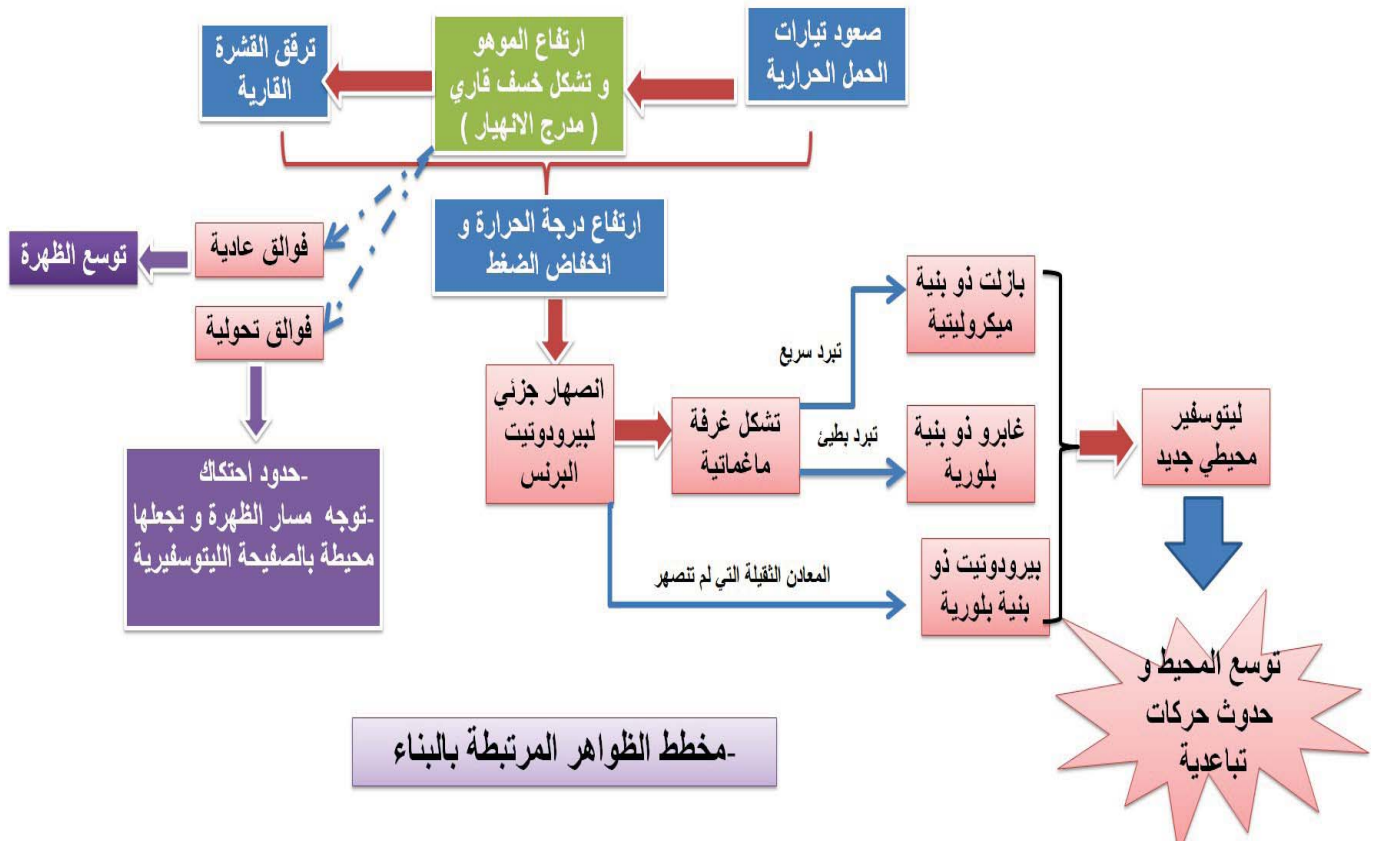 صعود تيارات
الحمل الحرارية
ارتفاع الموهو
و تشكل خسف قاري
( مدرج الانهيار )
ترقق القشرة
القارية
ارتفاع درجة الحرارة و
انخفاض الضغط
فوالق عادية
توسع الظهرة
فوالق تحولية
-حدود احتكاك
-توجه مسار الظهرة و تجعلها
محيطة بالصفيحة الليتوسفيرية
انصهار جزئي
لبيرودوتيت
البرنس
تشكل غرفة
ماغماتية
تبرد سريع
بازلت ذو بنية
ميكروليتية
تبرد بطيئ
غابرو ذو بنية
بلورية
المعادن الثقيلة التي لم تنصهر
بيرودوتيت ذو
بنية بلورية
ليتوسفير
محيطي جديد
توسع المحيط و
حدوث حركات
تباعدية
-مخطط الظواهر المرتبطة بالبناء